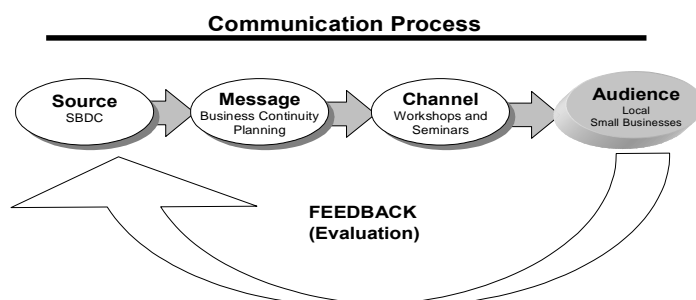 Communication Process
Source
SBDC
Message
Business Continuity
Planning
Channel
Workshops and
Seminars
Audience
Local
Small Businesses
FEEDBACK
(Evaluation)